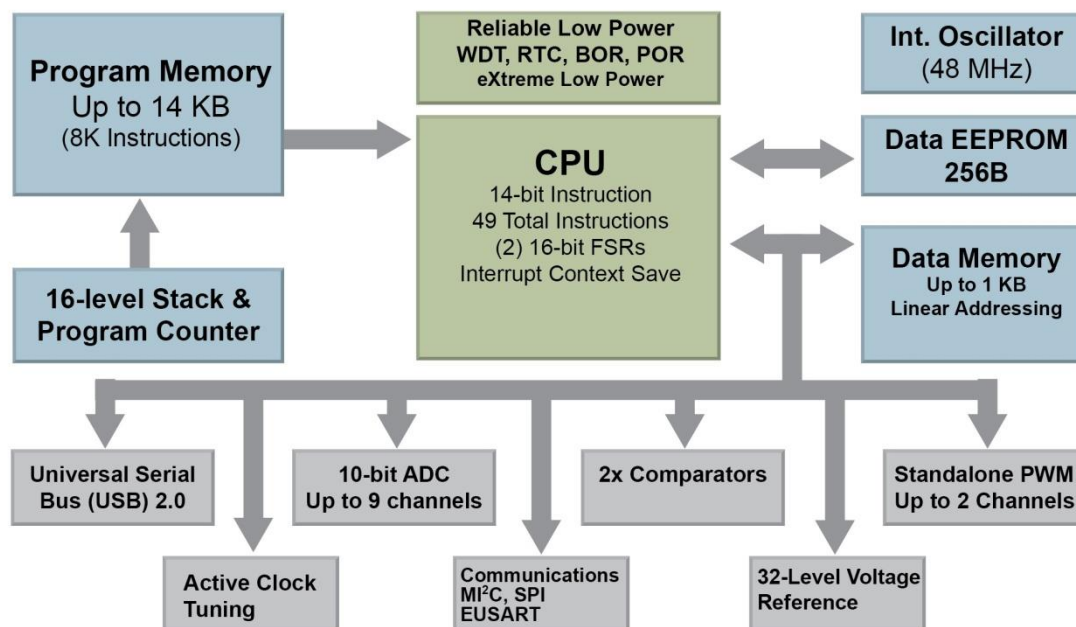 Program Memory
Up to 14 KB
(8K Instructions)
Reliable Low Power
WDT, RTC, BOR, POR
eXtreme Low Power
Int. Oscillator
(48 MHz)
CPU
14-bit Instruction
49 Total Instructions
(2) 16-bit FSRs
Interrupt Context Save
Data EEPROM
256B
16-level Stack &
Program Counter
Data Memory
Up to 1 KB
Linear Addressing
Universal Serial
Bus (USB) 2.0
10-bit ADC
Up to 9 channels
2x Comparators
Standalone PWM
Up to 2 Channels
Active Clock
Tuning
Communications
MI²C, SPI
EUSART
32-Level Voltage
Reference